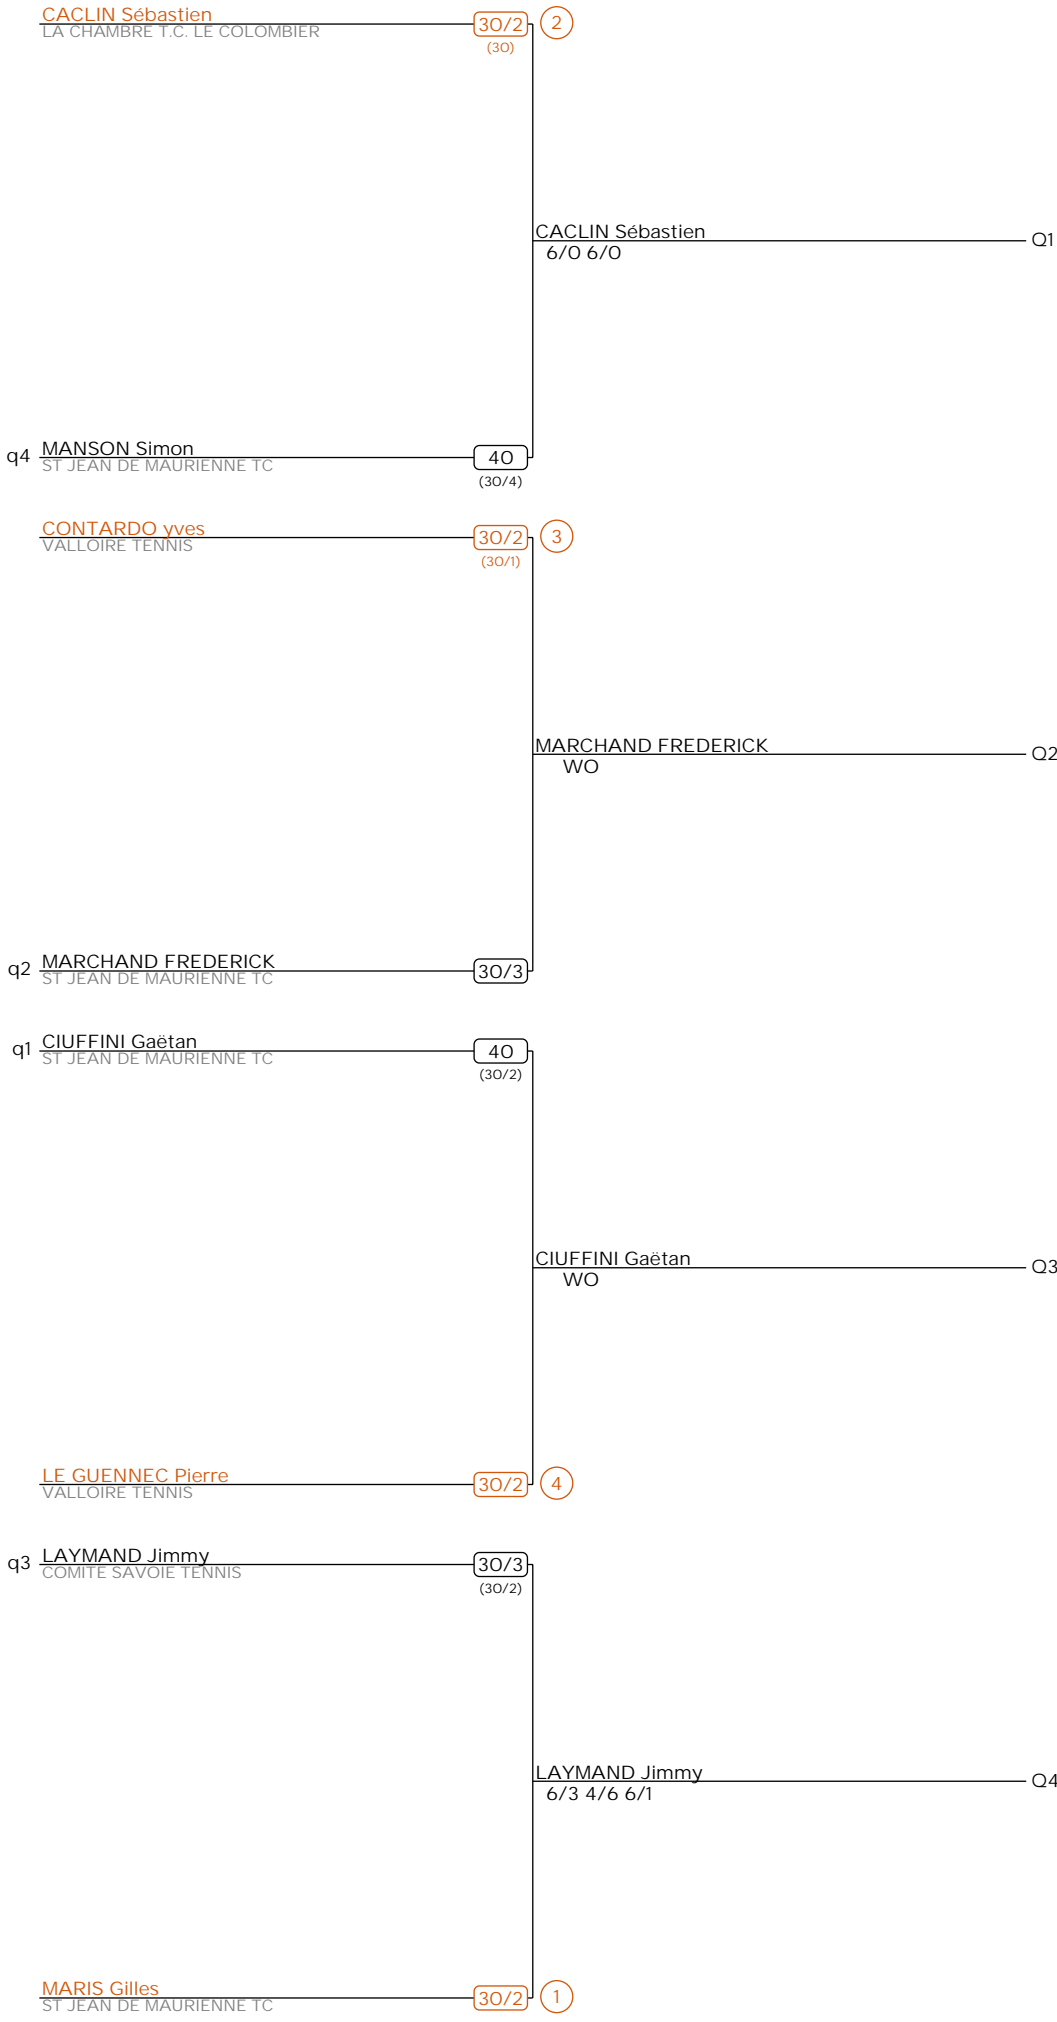 CACLIN Sébastien
LA CHAMBRE T.C. LE COLOMBIER
30/2
2
(30)
CACLIN Sébastien
Q1
6/0 6/0
q4
MANSON Simon
ST JEAN DE MAURIENNE TC
40
(30/4)
CONTARDO yves
VALLOIRE TENNIS
30/2
3
(30/1)
MARCHAND FREDERICK
Q2
WO
q2
MARCHAND FREDERICK
ST JEAN DE MAURIENNE TC
30/3
q1
CIUFFINI Gaëtan
ST JEAN DE MAURIENNE TC
40
(30/2)
CIUFFINI Gaëtan
Q3
WO
LE GUENNEC Pierre
VALLOIRE TENNIS
30/2
4
q3
LAYMAND Jimmy
COMITE SAVOIE TENNIS
30/3
(30/2)
LAYMAND Jimmy
Q4
6/3 4/6 6/1
MARIS Gilles
ST JEAN DE MAURIENNE TC
30/2
1